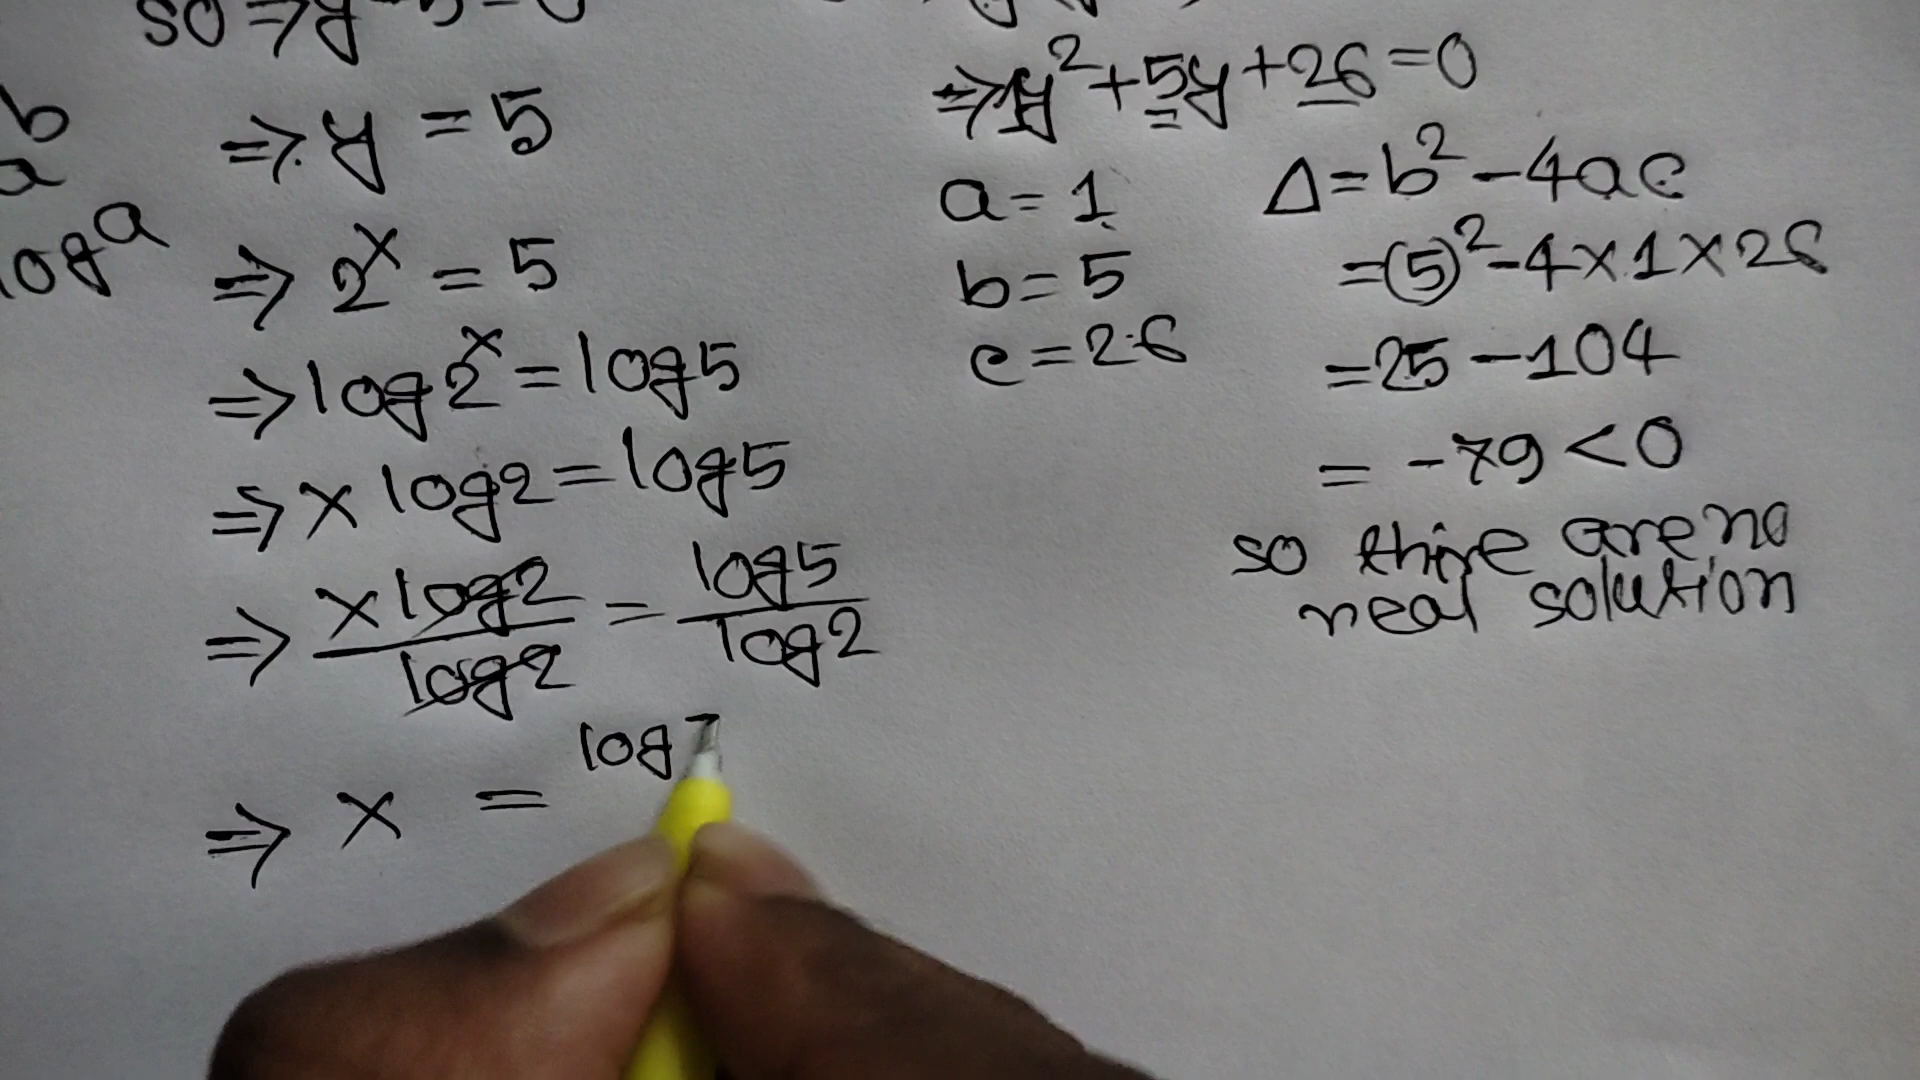 so ⇒ y-5=0
b
a
log a
⇒ y = 5
⇒ 2^x = 5
⇒ log 2^x = log 5
⇒ x log 2 = log 5
⇒ x log 2 / log 2 = log 5 / log 2
⇒ x = log
⇒ 1y² + 5y + 26 = 0
a = 1
b = 5
c = 26
Δ = b² - 4ac
= (5)² - 4 × 1 × 26
= 25 - 104
= -79 < 0
so thire are no
real solution